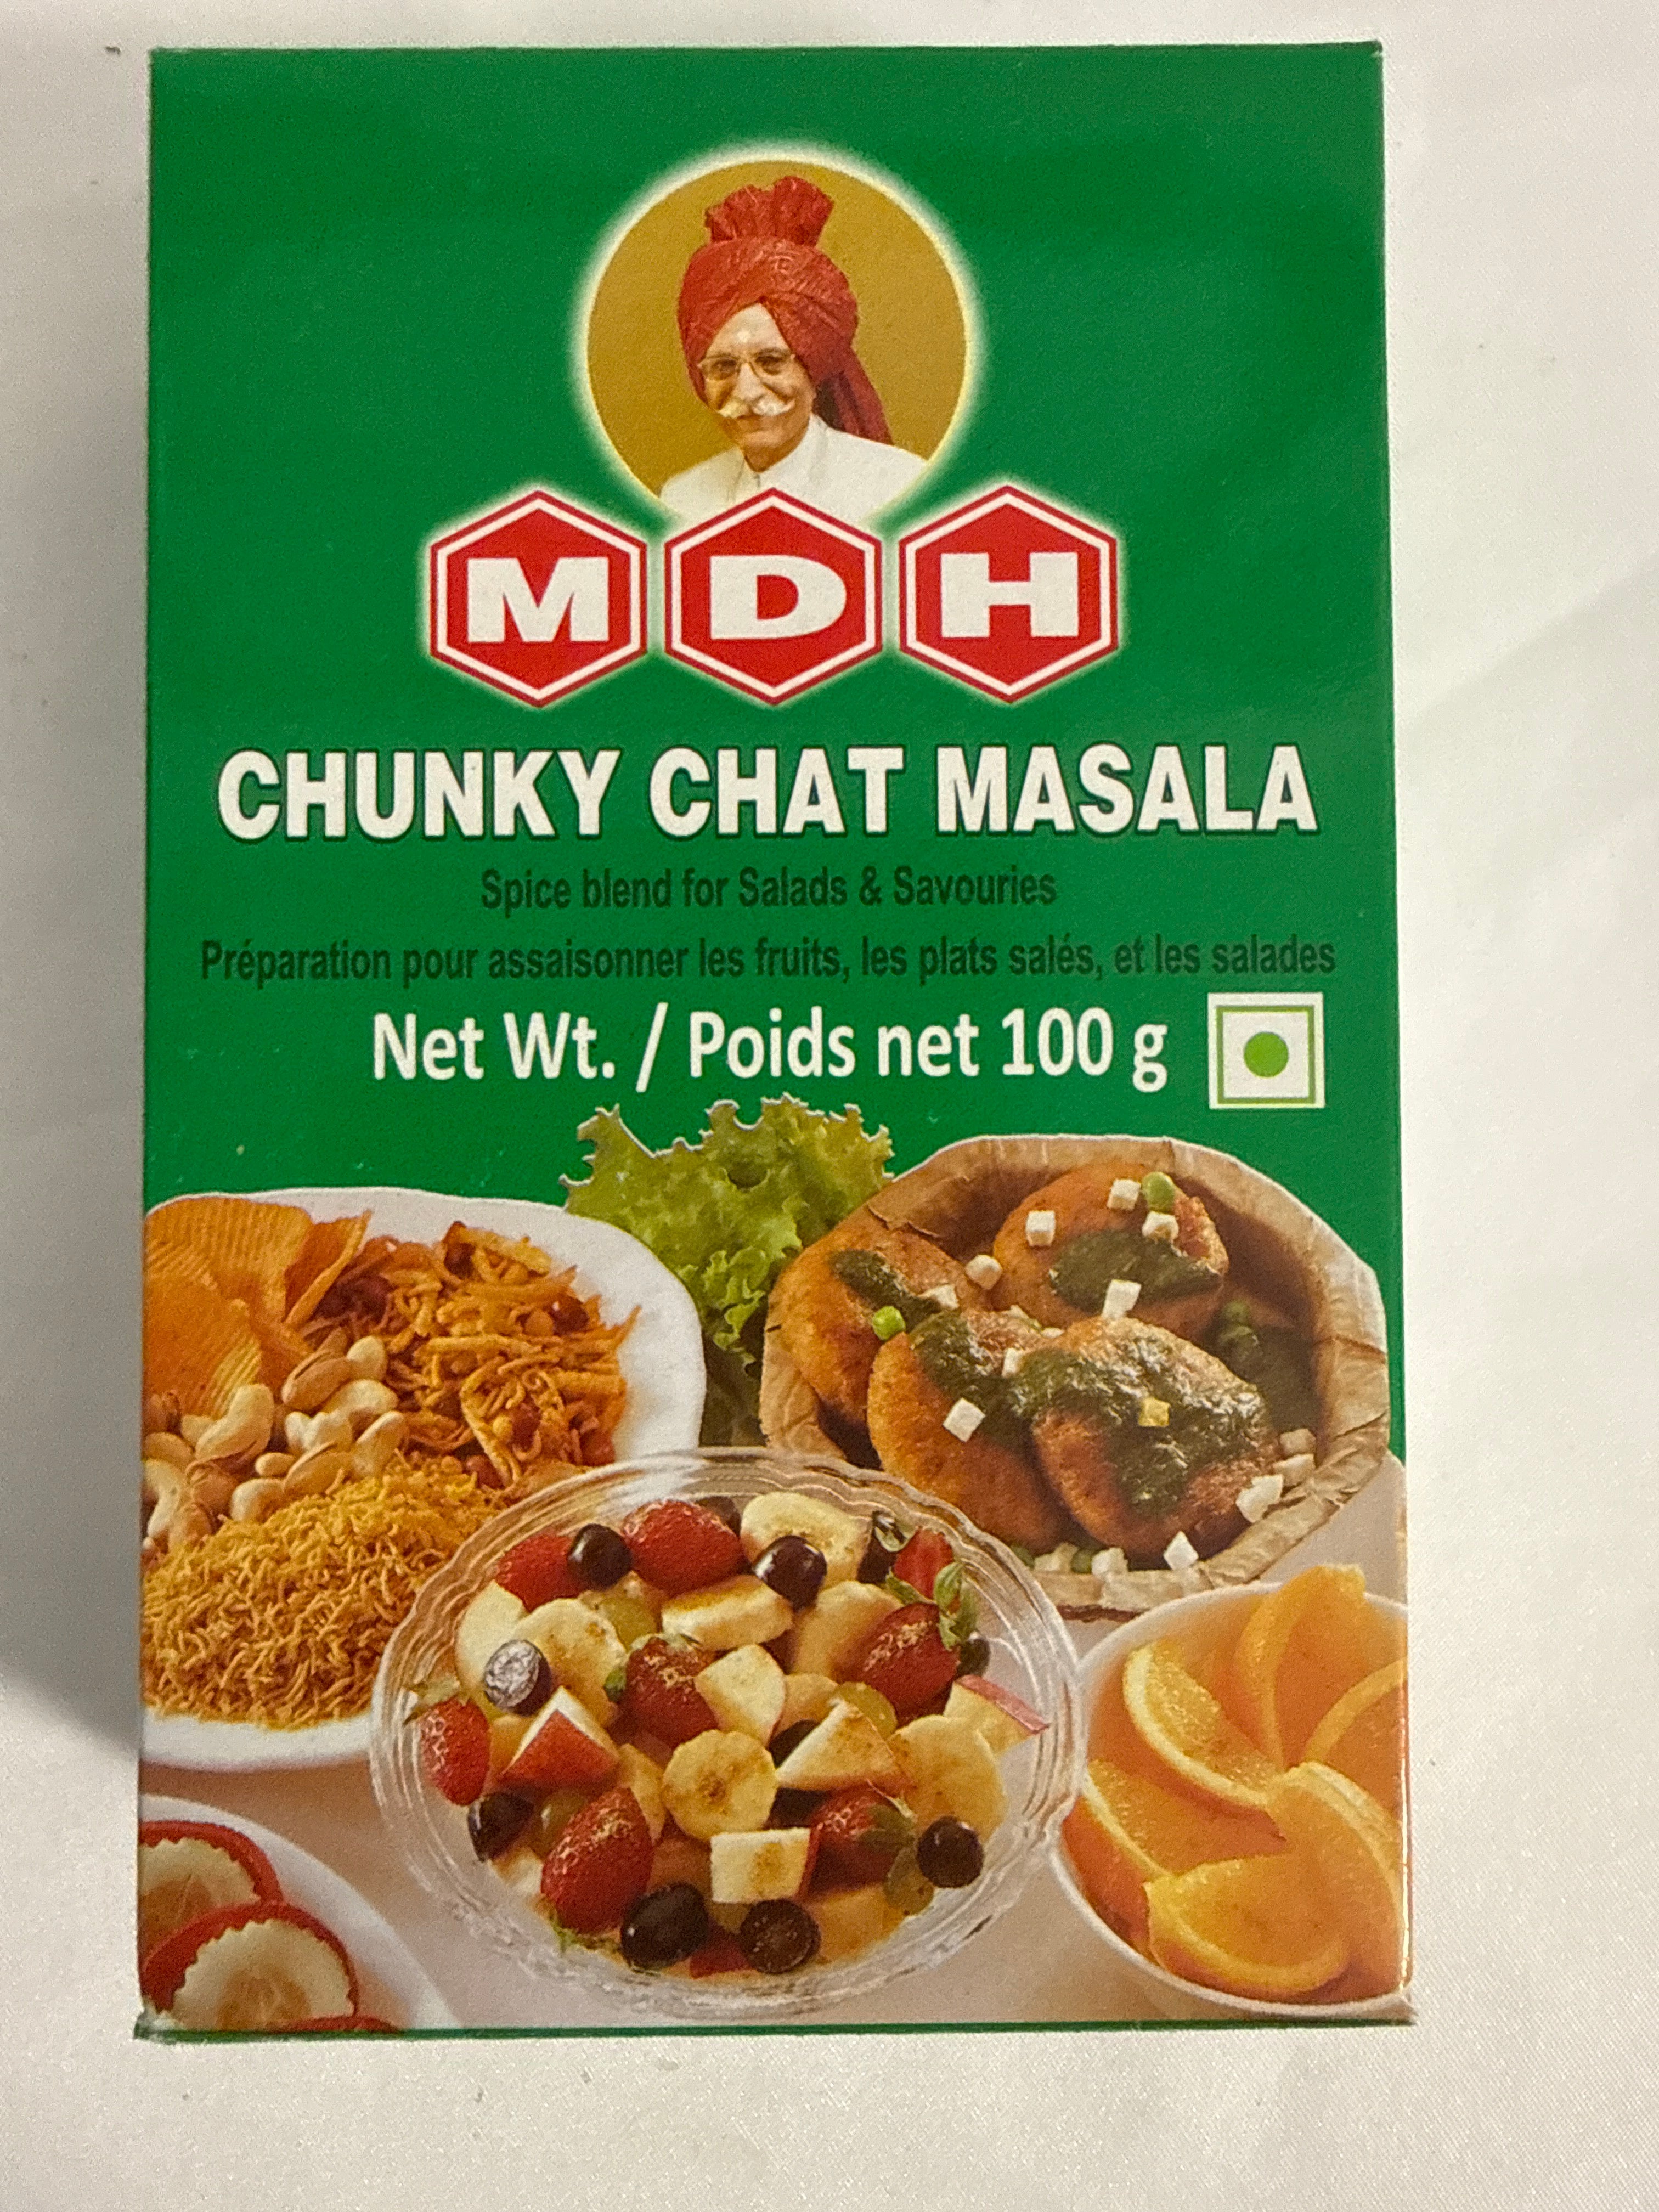 MDH
CHUNKY CHAT MASALA
Spice blend for Salads & Savouries
Préparation pour assaisonner les fruits, les plats salés, et les salades
Net Wt. / Poids net 100 g